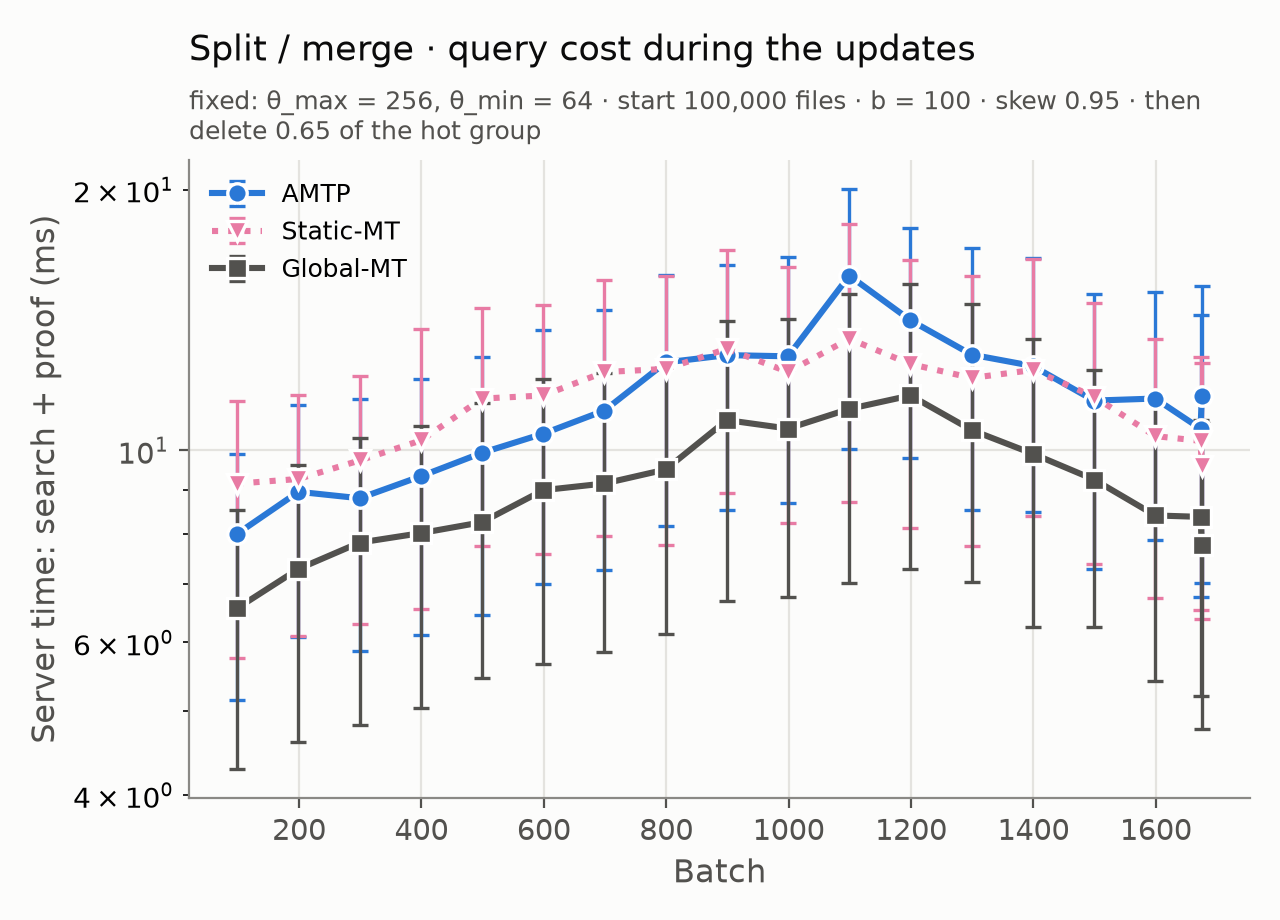 Split / merge · query cost during the updates
fixed: θ_max = 256, θ_min = 64 · start 100,000 files · b = 100 · skew 0.95 · then
delete 0.65 of the hot group
AMTP
Static-MT
Global-MT
2 × 10¹
10¹
6 × 10⁰
4 × 10⁰
Server time: search + proof (ms)
200 400 600 800 1000 1200 1400 1600
Batch